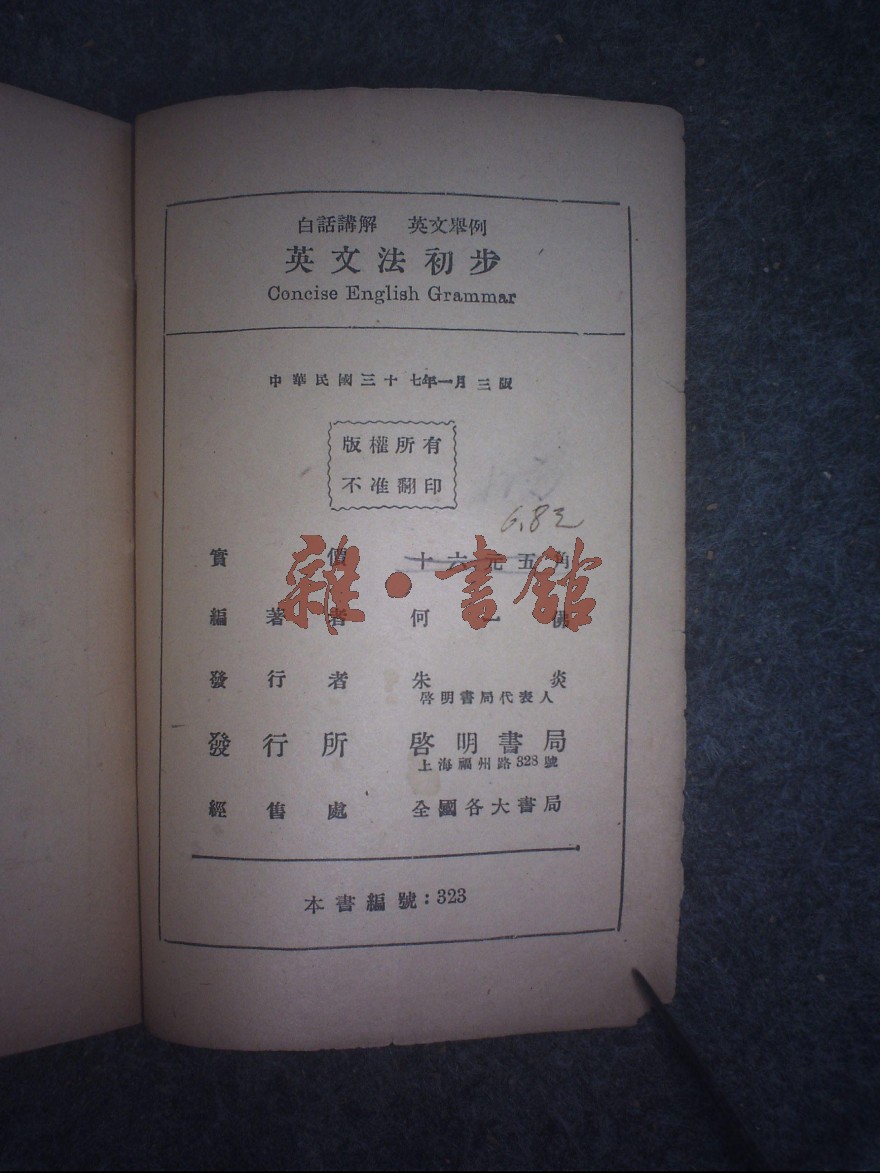 白話講解 英文舉例
英文法初步
Concise English Grammar
中華民國三十七年一月三版
版權所有
不准翻印
6.8元
實價 十六元五角
雜·書館
編著者 何一佛
發行者 朱炎
啓明書局代表人
發行所 啓明書局
上海福州路328號
經售處 全國各大書局
本書編號:323